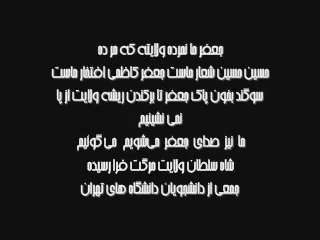 جعفر ما نمرده ولایته که مرده
حسین حسین شعار ماست جعفر کاظمی افتخار ماست
سوگند بخون پاک جعفر تا برکندن ریشه ولایت از پا
نمی نشینیم
ما نیز صدای جعفر می‌شویم می‌گوئیم
شاه سلطان ولایت مرگت فرا رسیده
جمعی از دانشجویان دانشگاه های تهران